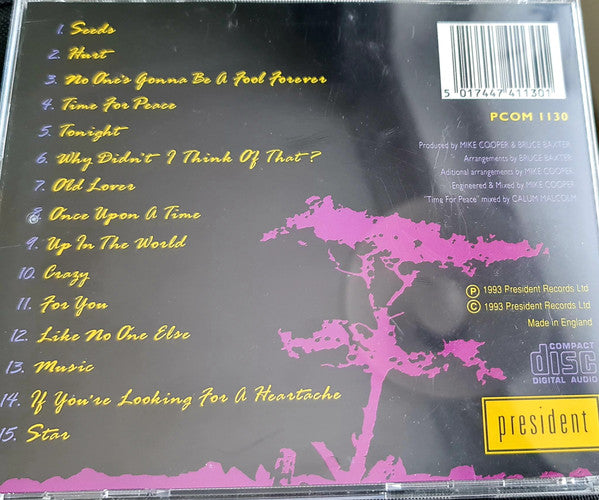 1. Seeds
2. Hurt
3. No One's Gonna Be A Fool Forever
4. Time For Peace
5. Tonight
6. Why Didn't I Think Of That?
7. Old Lover
8. Once Upon A Time
9. Up In The World
10. Crazy
11. For You
12. Like No One Else
13. Music
14. If You're Looking For A Heartache
15. Star
5 017447 411301
PCOM 1130
Produced by MIKE COOPER & BRUCE BAXTER
Arrangements by BRUCE BAXTER
Aditional arrangements by MIKE COOPER
Engineered & Mixed by MIKE COOPER
"Time For Peace" mixed by CALUM MALCOLM
Ⓟ 1993 President Records Ltd
© 1993 President Records Ltd
Made in England
COMPACT
disc
DIGITAL AUDIO
president